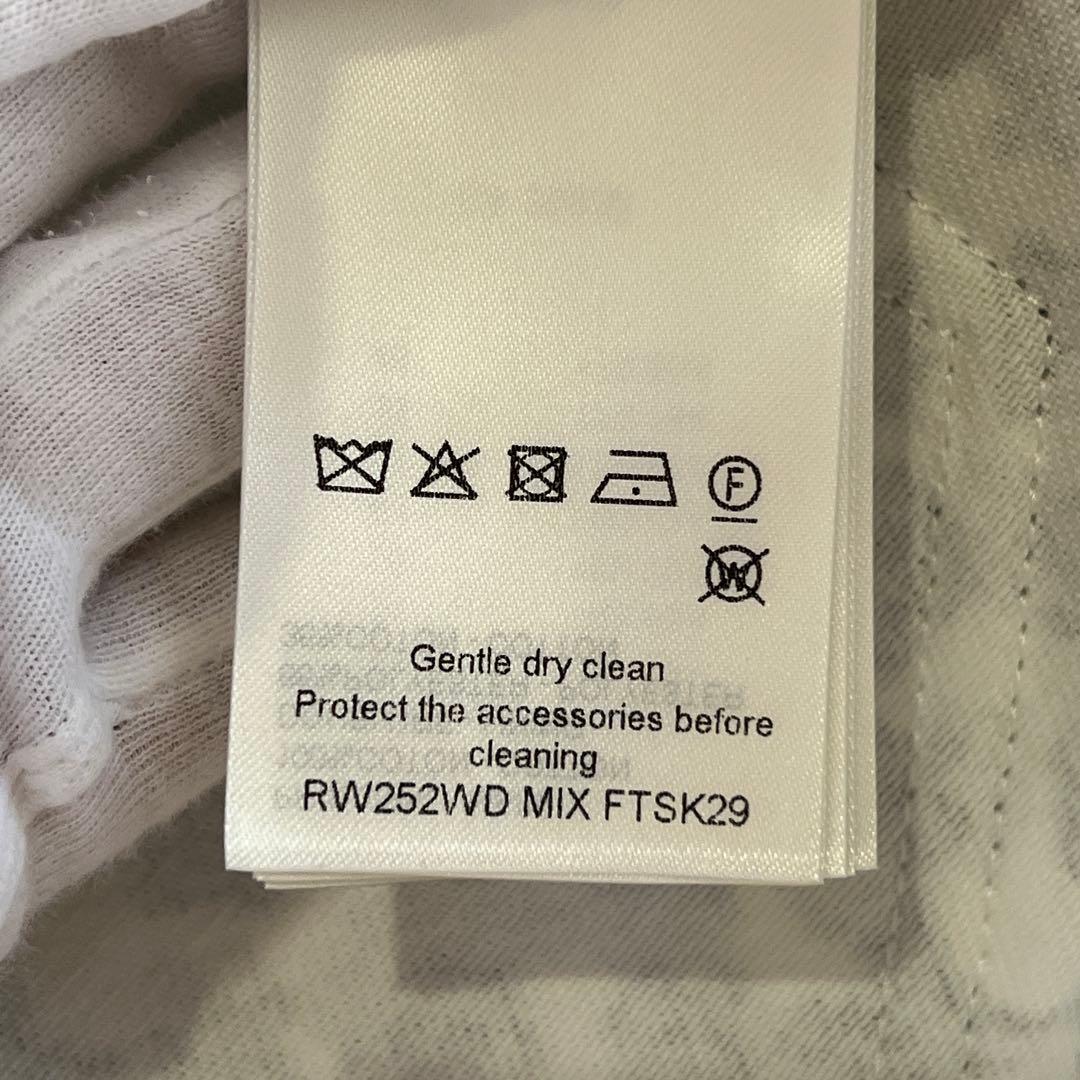 F
W
Gentle dry clean
Protect the accessories before
cleaning
RW252WD MIX FTSK29